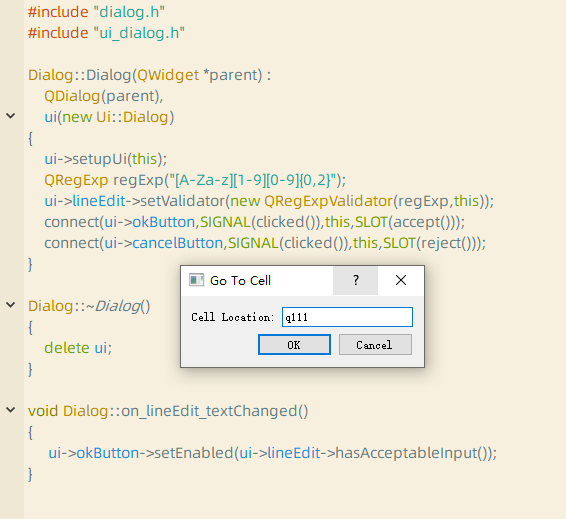 #include "dialog.h"
#include "ui_dialog.h"
Dialog::Dialog(QWidget *parent) :
QDialog(parent),
ui(new Ui::Dialog)
{
ui->setupUi(this);
QRegExp regExp("[A-Za-z][1-9][0-9]{0,2}");
ui->lineEdit->setValidator(new QRegExpValidator(regExp,this));
connect(ui->okButton,SIGNAL(clicked()),this,SLOT(accept()));
connect(ui->cancelButton,SIGNAL(clicked()),this,SLOT(reject()));
}
Go To Cell ?
Cell Location: q111
OK Cancel
Dialog::~Dialog()
{
delete ui;
}
void Dialog::on_lineEdit_textChanged()
{
ui->okButton->setEnabled(ui->lineEdit->hasAcceptableInput());
}